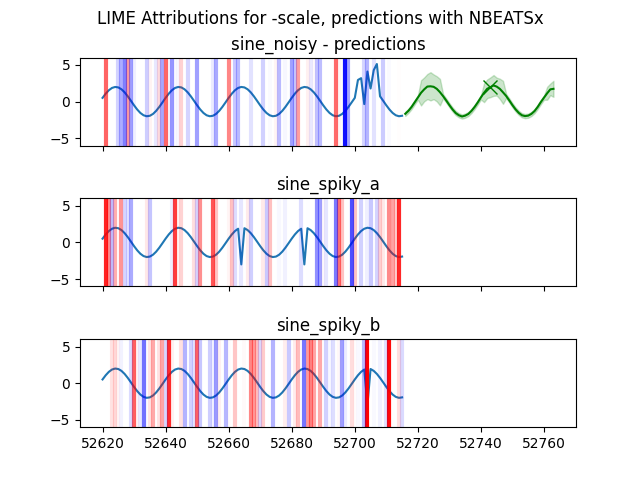 LIME Attributions for -scale, predictions with NBEATSx
sine_noisy - predictions
5
0
−5
sine_spiky_a
5
0
−5
sine_spiky_b
5
0
−5
52620 52640 52660 52680 52700 52720 52740 52760